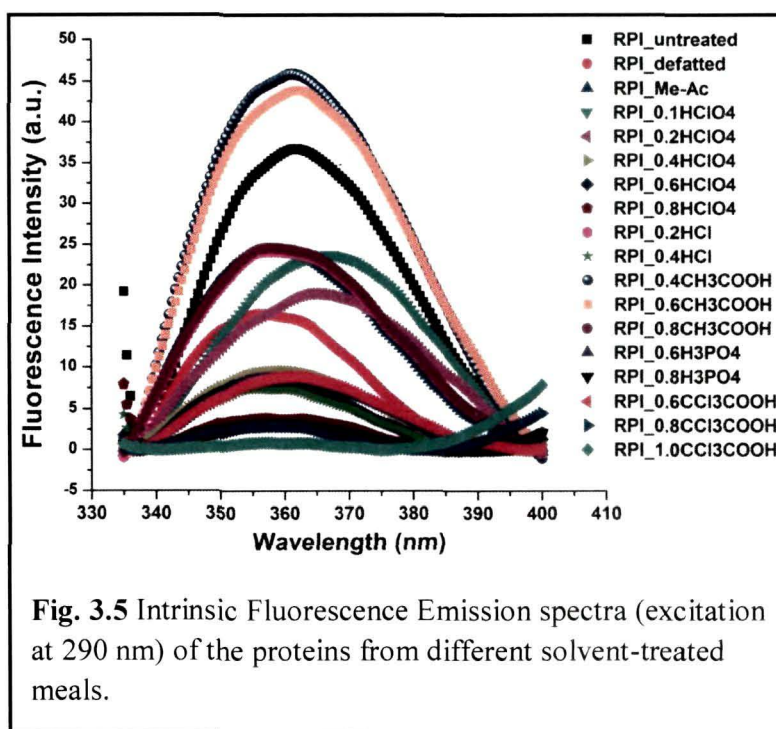 50
45
40
35
30
25
20
15
10
5
0
-5
Fluorescence Intensity (a.u.)
330 340 350 360 370 380 390 400 410
Wavelength (nm)
RPI_untreated
RPI_defatted
RPI_Me-Ac
RPI_0.1HClO4
RPI_0.2HClO4
RPI_0.4HClO4
RPI_0.6HClO4
RPI_0.8HClO4
RPI_0.2HCl
RPI_0.4HCl
RPI_0.4CH3COOH
RPI_0.6CH3COOH
RPI_0.8CH3COOH
RPI_0.6H3PO4
RPI_0.8H3PO4
RPI_0.6CCl3COOH
RPI_0.8CCl3COOH
RPI_1.0CCl3COOH
Fig. 3.5 Intrinsic Fluorescence Emission spectra (excitation
at 290 nm) of the proteins from different solvent-treated
meals.